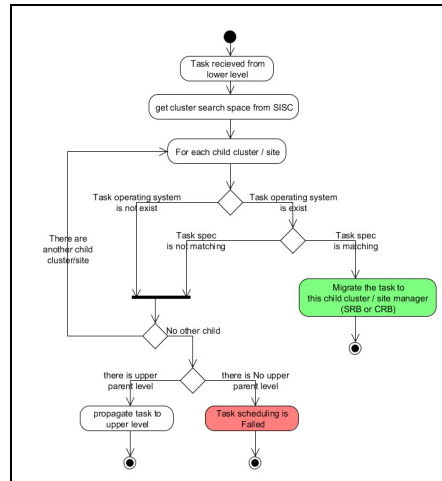 Task recieved from
lower level
get cluster search space from SISC
For each child cluster / site
Task operating system
is not exist
Task operating system
is exist
There are
another child
cluster/site
Task spec
is not matching
Task spec
is matching
Migrate the task to
this child cluster / site manager
(SRB or CRB)
No other child
there is upper
parent level
there is No upper
parent level
propagate task to
upper level
Task scheduling is
Failed